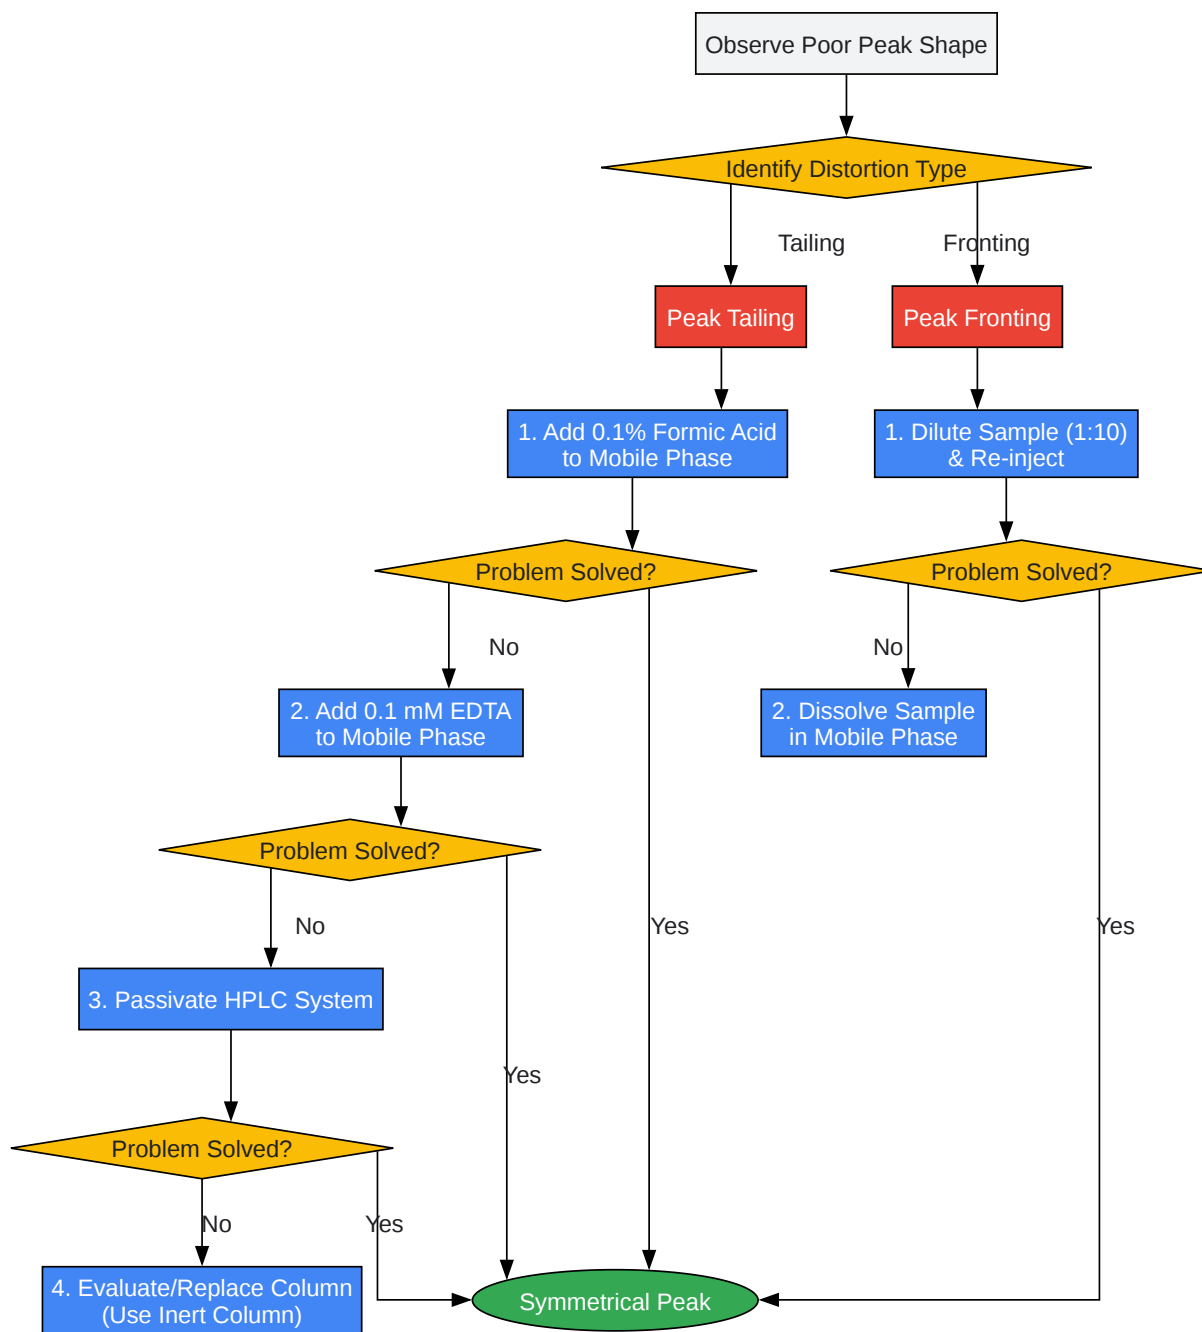 Observe Poor Peak Shape
Identify Distortion Type
Tailing
Fronting
Peak Tailing
Peak Fronting
1. Add 0.1% Formic Acid
to Mobile Phase
1. Dilute Sample (1:10)
& Re-inject
Problem Solved?
Problem Solved?
No
No
2. Add 0.1 mM EDTA
to Mobile Phase
2. Dissolve Sample
in Mobile Phase
Problem Solved?
No
Yes
Yes
3. Passivate HPLC System
Yes
Problem Solved?
No
Yes
4. Evaluate/Replace Column
(Use Inert Column)
Symmetrical Peak